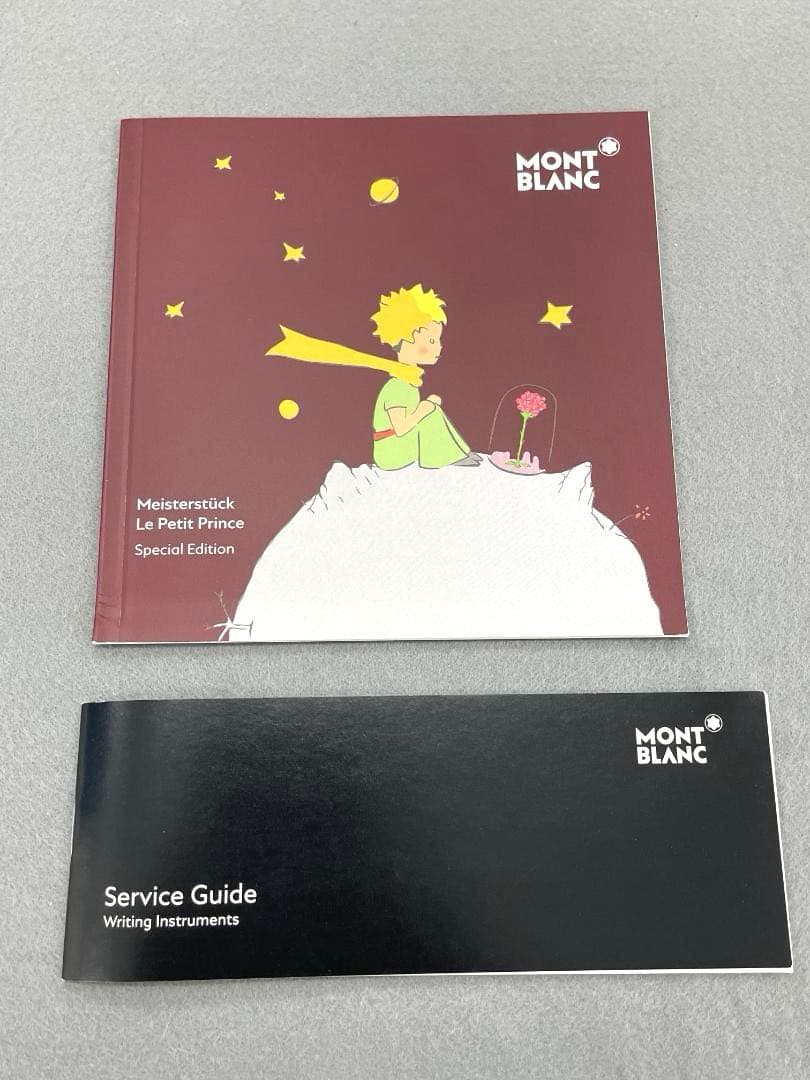 MONT
BLANC
Meisterstück
Le Petit Prince
Special Edition
MONT
BLANC
Service Guide
Writing Instruments